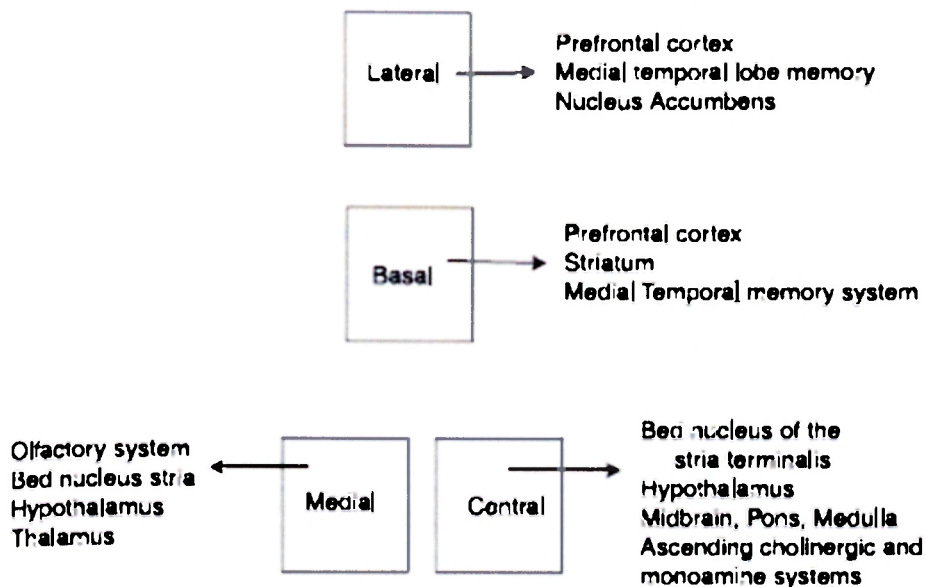 Lateral
Prefrontal cortex
Medial temporal lobe memory
Nucleus Accumbens
Basal
Prefrontal cortex
Striatum
Medial Temporal memory system
Olfactory system
Bed nucleus stria
Hypothalamus
Thalamus
Medial
Contral
Bed nucleus of the
stria terminalis
Hypothalamus
Midbrain, Pons, Medulla
Ascending cholinergic and
monoamine systems